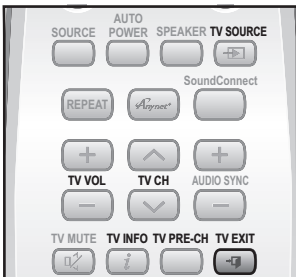 AUTO
SOURCE POWER SPEAKER TV SOURCE
SoundConnect
REPEAT Anynet+
TV VOL TV CH AUDIO SYNC
TV MUTE TV INFO TV PRE-CH TV EXIT
i